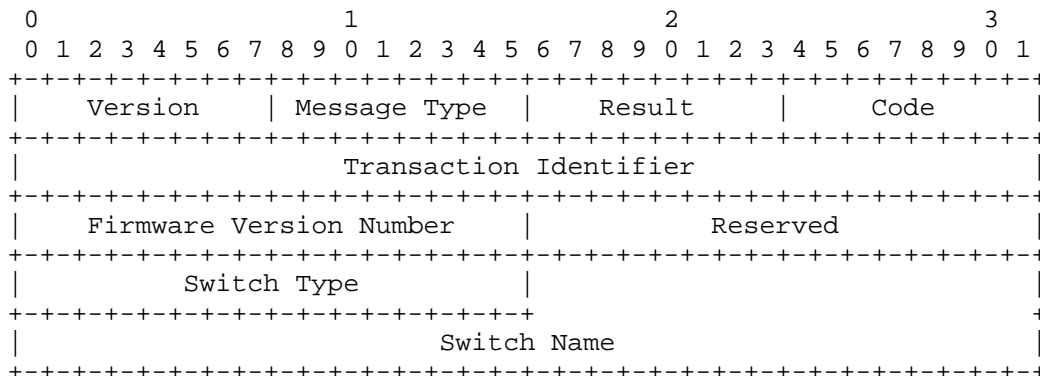 0                   1                   2                   3
 0 1 2 3 4 5 6 7 8 9 0 1 2 3 4 5 6 7 8 9 0 1 2 3 4 5 6 7 8 9 0 1
+-+-+-+-+-+-+-+-+-+-+-+-+-+-+-+-+-+-+-+-+-+-+-+-+-+-+-+-+-+-+-+-+
|    Version    | Message Type  |    Result     |     Code      |
+-+-+-+-+-+-+-+-+-+-+-+-+-+-+-+-+-+-+-+-+-+-+-+-+-+-+-+-+-+-+-+-+
|                    Transaction Identifier                     |
+-+-+-+-+-+-+-+-+-+-+-+-+-+-+-+-+-+-+-+-+-+-+-+-+-+-+-+-+-+-+-+-+
|    Firmware Version Number    |           Reserved            |
+-+-+-+-+-+-+-+-+-+-+-+-+-+-+-+-+-+-+-+-+-+-+-+-+-+-+-+-+-+-+-+-+
|          Switch Type          |                               |
+-+-+-+-+-+-+-+-+-+-+-+-+-+-+-+-+                               +
|                          Switch Name                          |
+-+-+-+-+-+-+-+-+-+-+-+-+-+-+-+-+-+-+-+-+-+-+-+-+-+-+-+-+-+-+-+-+